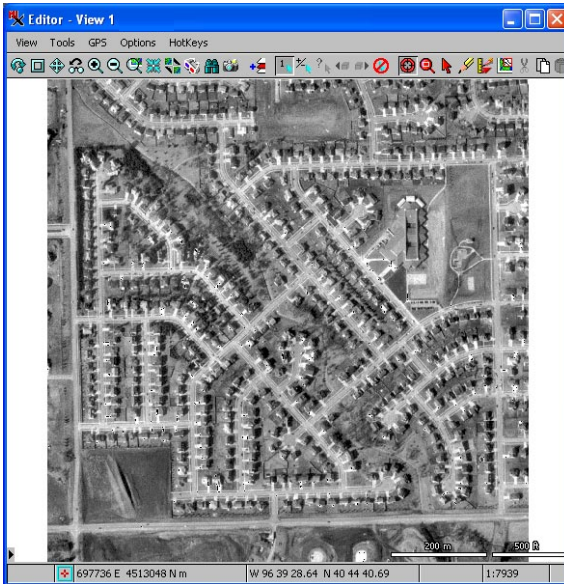 Editor - View 1
View Tools GPS Options HotKeys
200 m 500 ft
697736 E 4513048 N m W 96 39 28.64 N 40 44 40.69 1:7939